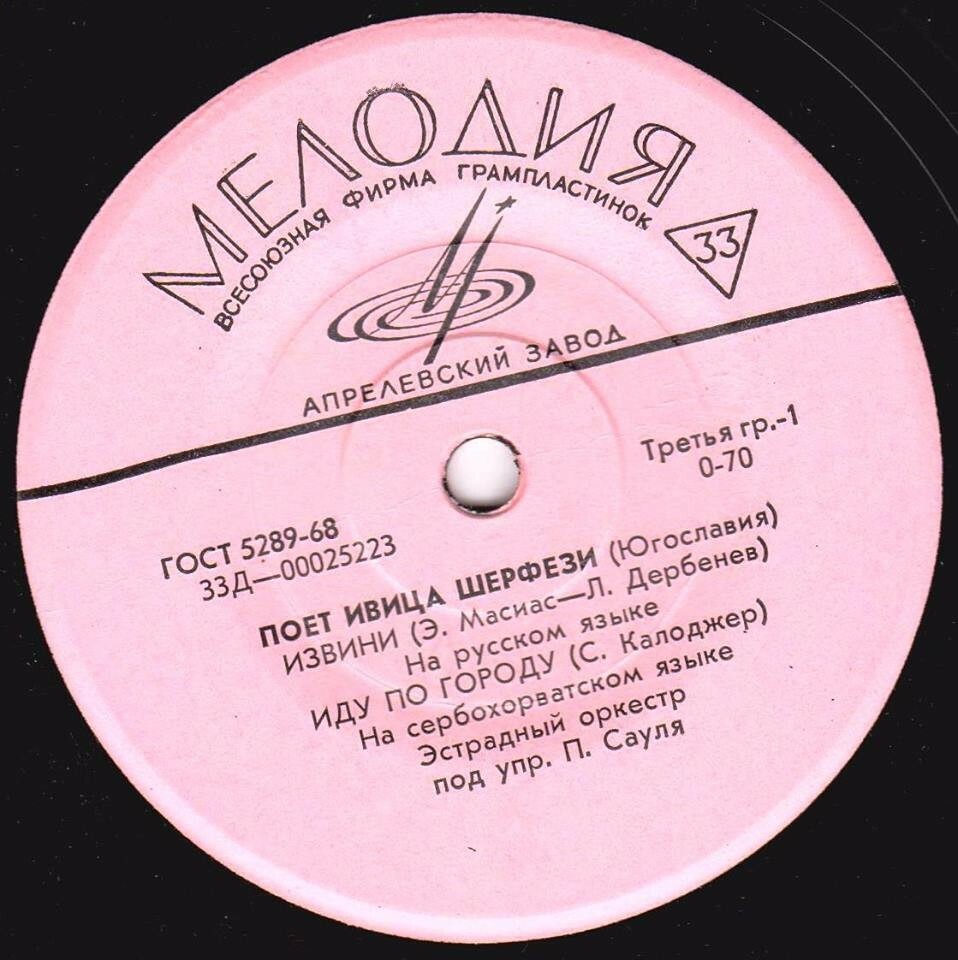 МЕЛОДИЯ
ВСЕСОЮЗНАЯ ФИРМА ГРАМПЛАСТИНОК
33
АПРЕЛЕВСКИЙ ЗАВОД
Третья гр.-1
0-70
ГОСТ 5289-68
33Д—00025223
ПОЕТ ИВИЦА ШЕРФЕЗИ (Югославия)
ИЗВИНИ (Э. Масиас—Л. Дербенев)
На русском языке
ИДУ ПО ГОРОДУ (С. Калоджер)
На сербохорватском языке
Эстрадный оркестр
под упр. П. Сауля